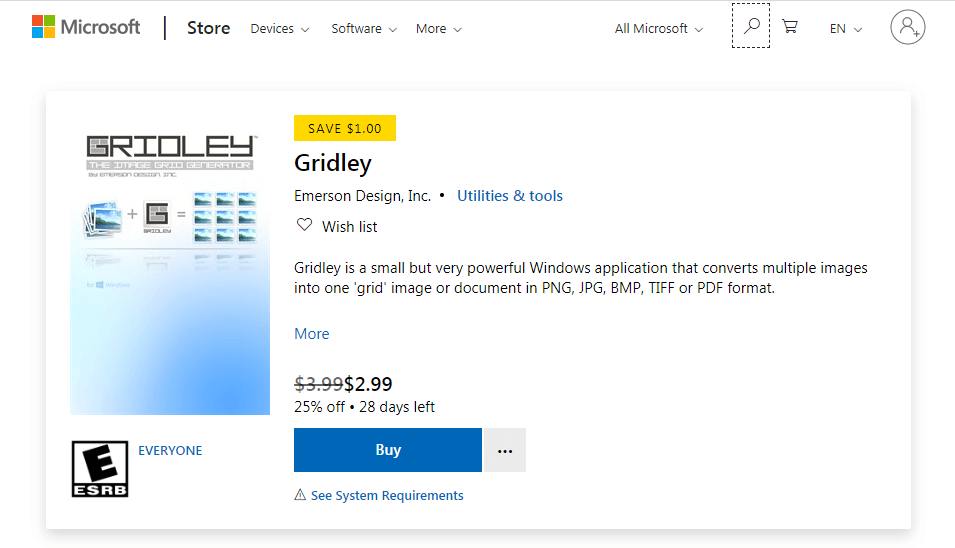 Microsoft
Store
Devices
Software
More
All Microsoft
EN
GRIDLEY™
THE IMAGE GRID GENERATOR
BY EMERSON DESIGN, INC.
+
GRIDLEY
=
for Windows
E
ESRB
EVERYONE
SAVE $1.00
Gridley
Emerson Design, Inc. • Utilities & tools
Wish list
Gridley is a small but very powerful Windows application that converts multiple images
into one 'grid' image or document in PNG, JPG, BMP, TIFF or PDF format.
More
$3.99$2.99
25% off • 28 days left
Buy
...
See System Requirements